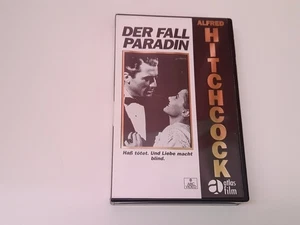 DER FALL
PARADIN
ALFRED
HITCHCOCK
Haß tötet. Und Liebe macht
blind.
atlas
film